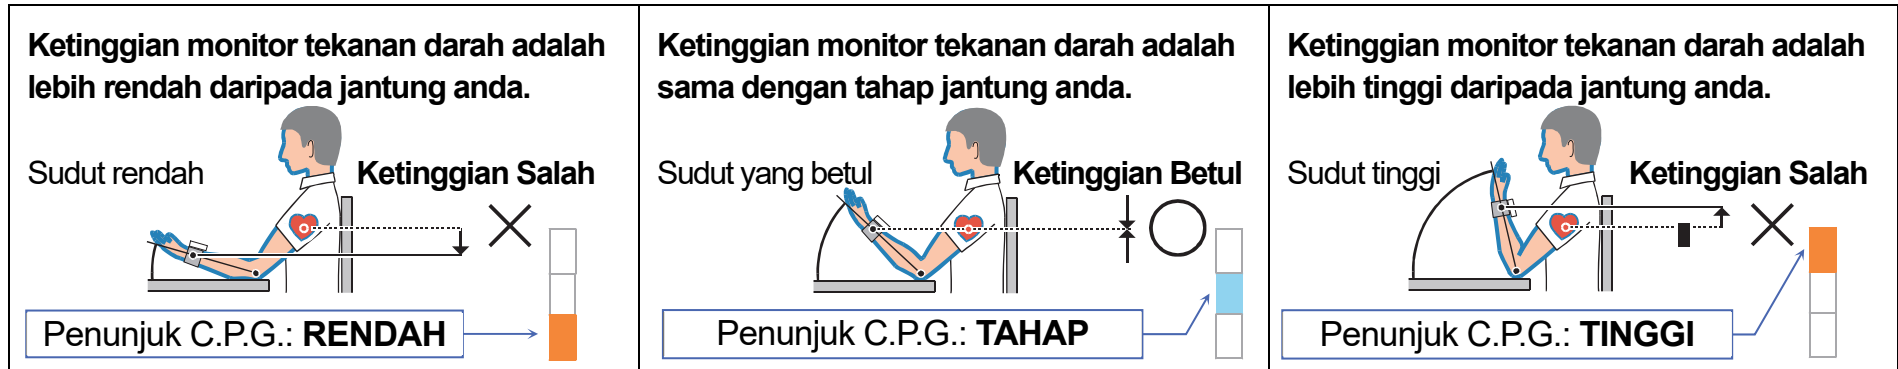 Ketinggian monitor tekanan darah adalah
lebih rendah daripada jantung anda.
Sudut rendah
Ketinggian Salah
Penunjuk C.P.G.: RENDAH
Ketinggian monitor tekanan darah adalah
sama dengan tahap jantung anda.
Sudut yang betul
Ketinggian Betul
Penunjuk C.P.G.: TAHAP
Ketinggian monitor tekanan darah adalah
lebih tinggi daripada jantung anda.
Sudut tinggi
Ketinggian Salah
Penunjuk C.P.G.: TINGGI